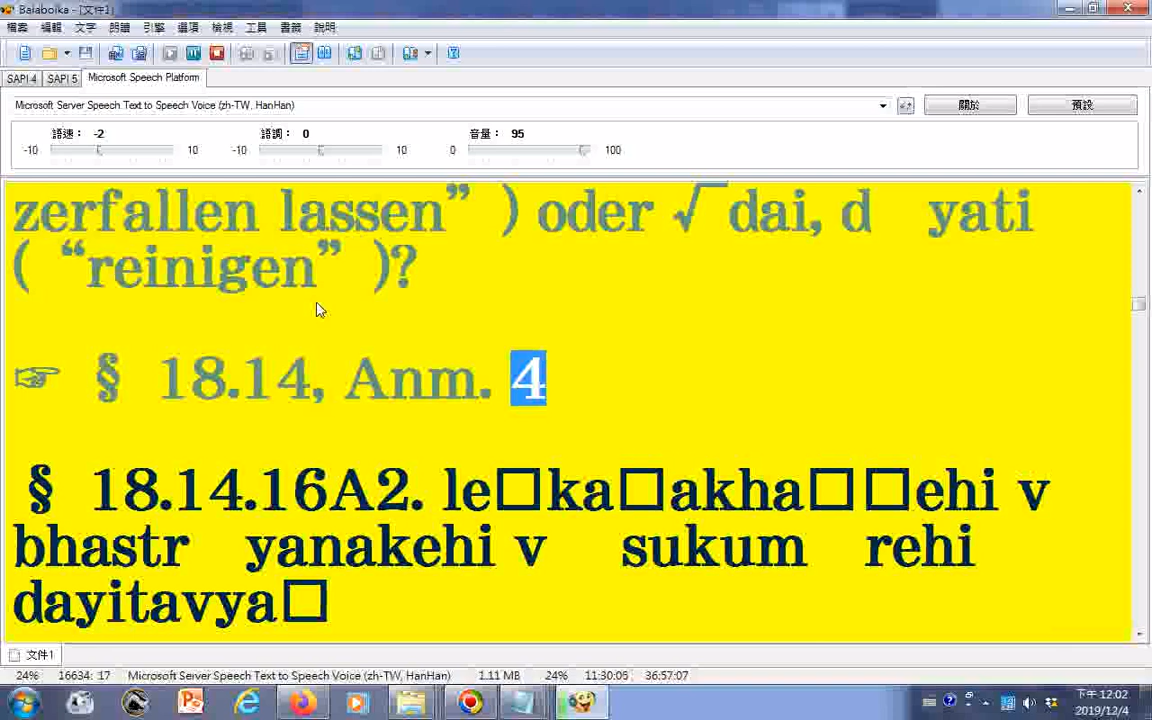 Balabolka - [文件1]
檔案 編輯 文字 朗讀 引擎 選項 檢視 工具 書籤 說明
SAPI 4 SAPI 5 Microsoft Speech Platform
Microsoft Server Speech Text to Speech Voice (zh-TW, HanHan)
關於 預設
語速： -2 語調： 0 音量： 95
-10 10 -10 10 0 100
zerfallen lassen” ) oder √ dai, d yati
( “reinigen” )?
☞ § 18.14, Anm. 4
§ 18.14.16A2. le□ka□akha□□ehi v
bhastr yanakehi v sukum rehi
dayitavya□
文件1
24% 16634: 17 Microsoft Server Speech Text to Speech Voice (zh-TW, HanHan) 1.11 MB 24% 11:30:05 36:57:07
下午 12:02
2019/12/4